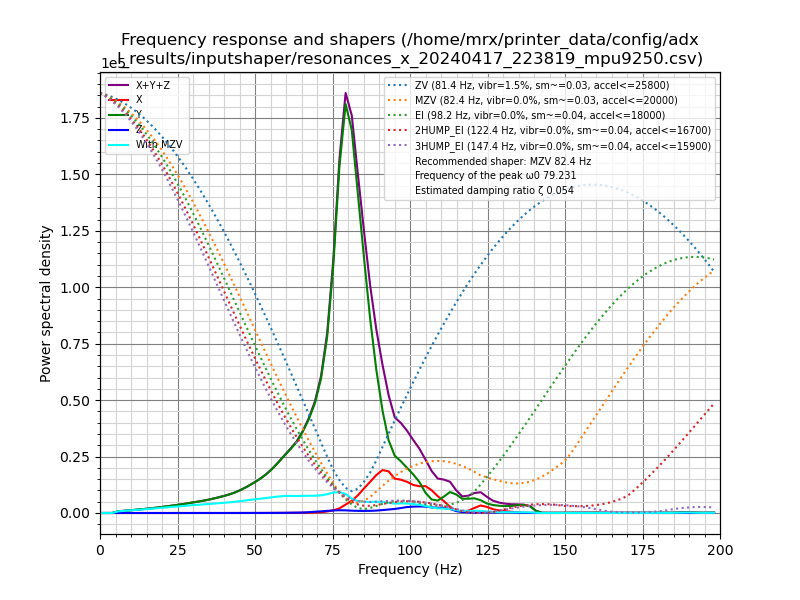 Frequency response and shapers (/home/mrx/printer_data/config/adx
l_results/inputshaper/resonances_x_20240417_223819_mpu9250.csv)
1e5
X+Y+Z
X
Y
Z
With MZV
ZV (81.4 Hz, vibr=1.5%, sm~=0.03, accel<=25800)
MZV (82.4 Hz, vibr=0.0%, sm~=0.03, accel<=20000)
EI (98.2 Hz, vibr=0.0%, sm~=0.04, accel<=18000)
2HUMP_EI (122.4 Hz, vibr=0.0%, sm~=0.04, accel<=16700)
3HUMP_EI (147.4 Hz, vibr=0.0%, sm~=0.04, accel<=15900)
Recommended shaper: MZV 82.4 Hz
Frequency of the peak ω0 79.231
Estimated damping ratio ζ 0.054
Power spectral density
1.75
1.50
1.25
1.00
0.75
0.50
0.25
0.00
0 25 50 75 100 125 150 175 200
Frequency (Hz)